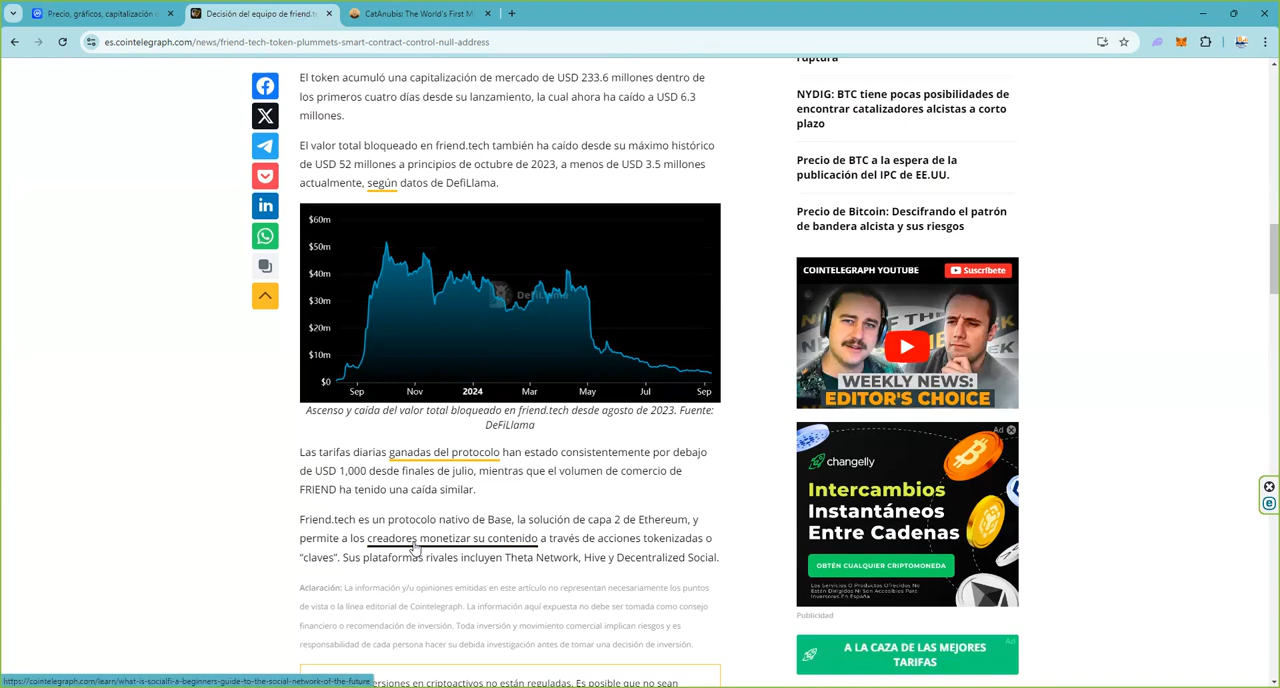 Precio, gráficos, capitalización
Decisión del equipo de friend.te
CatAnubis: The World's First M
es.cointelegraph.com/news/friend-tech-token-plummets-smart-contract-control-null-address
El token acumuló una capitalización de mercado de USD 233.6 millones dentro de
los primeros cuatro días desde su lanzamiento, la cual ahora ha caído a USD 6.3
millones.
El valor total bloqueado en friend.tech también ha caído desde su máximo histórico
de USD 52 millones a principios de octubre de 2023, a menos de USD 3.5 millones
actualmente, según datos de DefiLlama.
$60m
$50m
$40m
$30m
$20m
$10m
$0
DefiLlama
Sep Nov 2024 Mar May Jul Sep
Ascenso y caída del valor total bloqueado en friend.tech desde agosto de 2023. Fuente:
DeFiLlama
Las tarifas diarias ganadas del protocolo han estado consistentemente por debajo
de USD 1,000 desde finales de julio, mientras que el volumen de comercio de
FRIEND ha tenido una caída similar.
Friend.tech es un protocolo nativo de Base, la solución de capa 2 de Ethereum, y
permite a los creadores monetizar su contenido a través de acciones tokenizadas o
“claves”. Sus plataformas rivales incluyen Theta Network, Hive y Decentralized Social.
Aclaración: La información y/u opiniones emitidas en este artículo no representan necesariamente los puntos
de vista o la línea editorial de Cointelegraph. La información aquí expuesta no debe ser tomada como consejo
financiero o recomendación de inversión. Toda inversión y movimiento comercial implican riesgos y es
responsabilidad de cada persona hacer su debida investigación antes de tomar una decisión de inversión.
ersiones en criptoactivos no están reguladas. Es posible que no sean
https://cointelegraph.com/learn/what-is-socialfi-a-beginners-guide-to-the-social-network-of-the-future
ruptura
NYDIG: BTC tiene pocas posibilidades de
encontrar catalizadores alcistas a corto
plazo
Precio de BTC a la espera de la
publicación del IPC de EE.UU.
Precio de Bitcoin: Descifrando el patrón
de bandera alcista y sus riesgos
COINTELEGRAPH YOUTUBE
Suscríbete
WEEKLY NEWS:
EDITOR'S CHOICE
Ad
changelly
Intercambios
Instantáneos
Entre Cadenas
OBTÉN CUALQUIER CRIPTOMONEDA
Los Servicios O Productos Ofrecidos No
Están Dirigidos Ni Son Accesibles Para
Inversores En España
Publicidad
Ad
A LA CAZA DE LAS MEJORES
TARIFAS